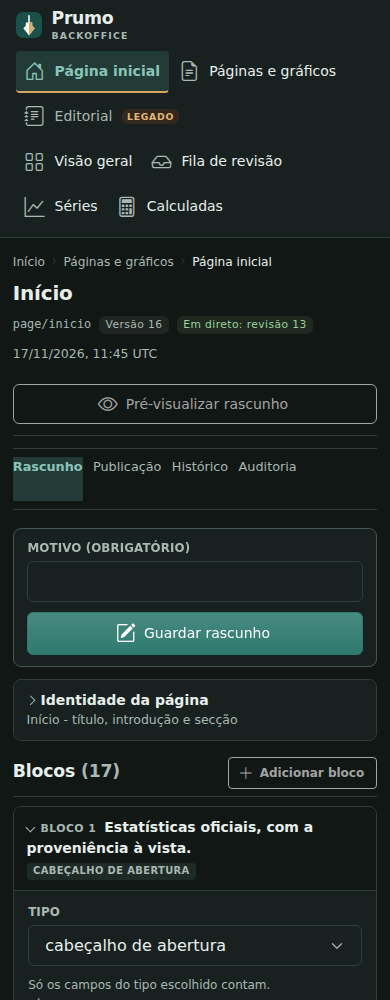 Prumo
BACKOFFICE
Página inicial
Páginas e gráficos
Editorial LEGADO
Visão geral
Fila de revisão
Séries
Calculadas
Início › Páginas e gráficos › Página inicial
Início
page/inicio Versão 16 Em direto: revisão 13
17/11/2026, 11:45 UTC
Pré-visualizar rascunho
Rascunho Publicação Histórico Auditoria
MOTIVO (OBRIGATÓRIO)
Guardar rascunho
Identidade da página
Início - título, introdução e secção
Blocos (17)
Adicionar bloco
BLOCO 1 Estatísticas oficiais, com a
proveniência à vista.
CABEÇALHO DE ABERTURA
TIPO
cabeçalho de abertura
Só os campos do tipo escolhido contam.